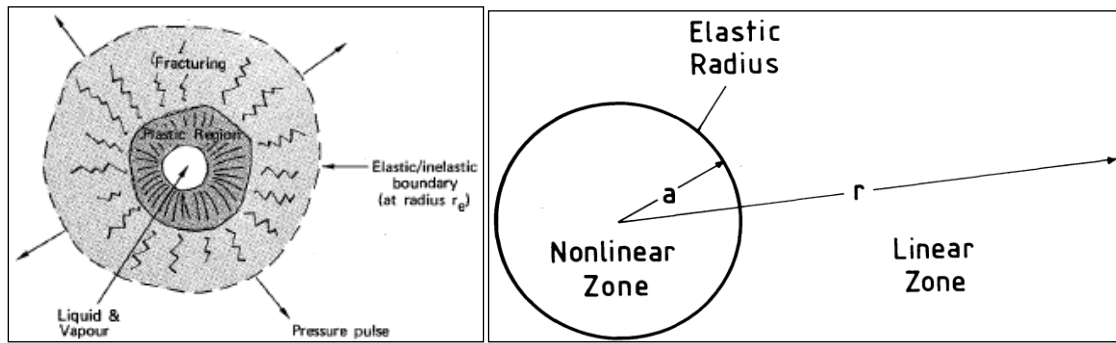 Fracturing
Plastic Region
Elastic/inelastic
boundary
(at radius re)
Liquid &
Vapour
Pressure pulse
Elastic
Radius
a
r
Nonlinear
Zone
Linear
Zone